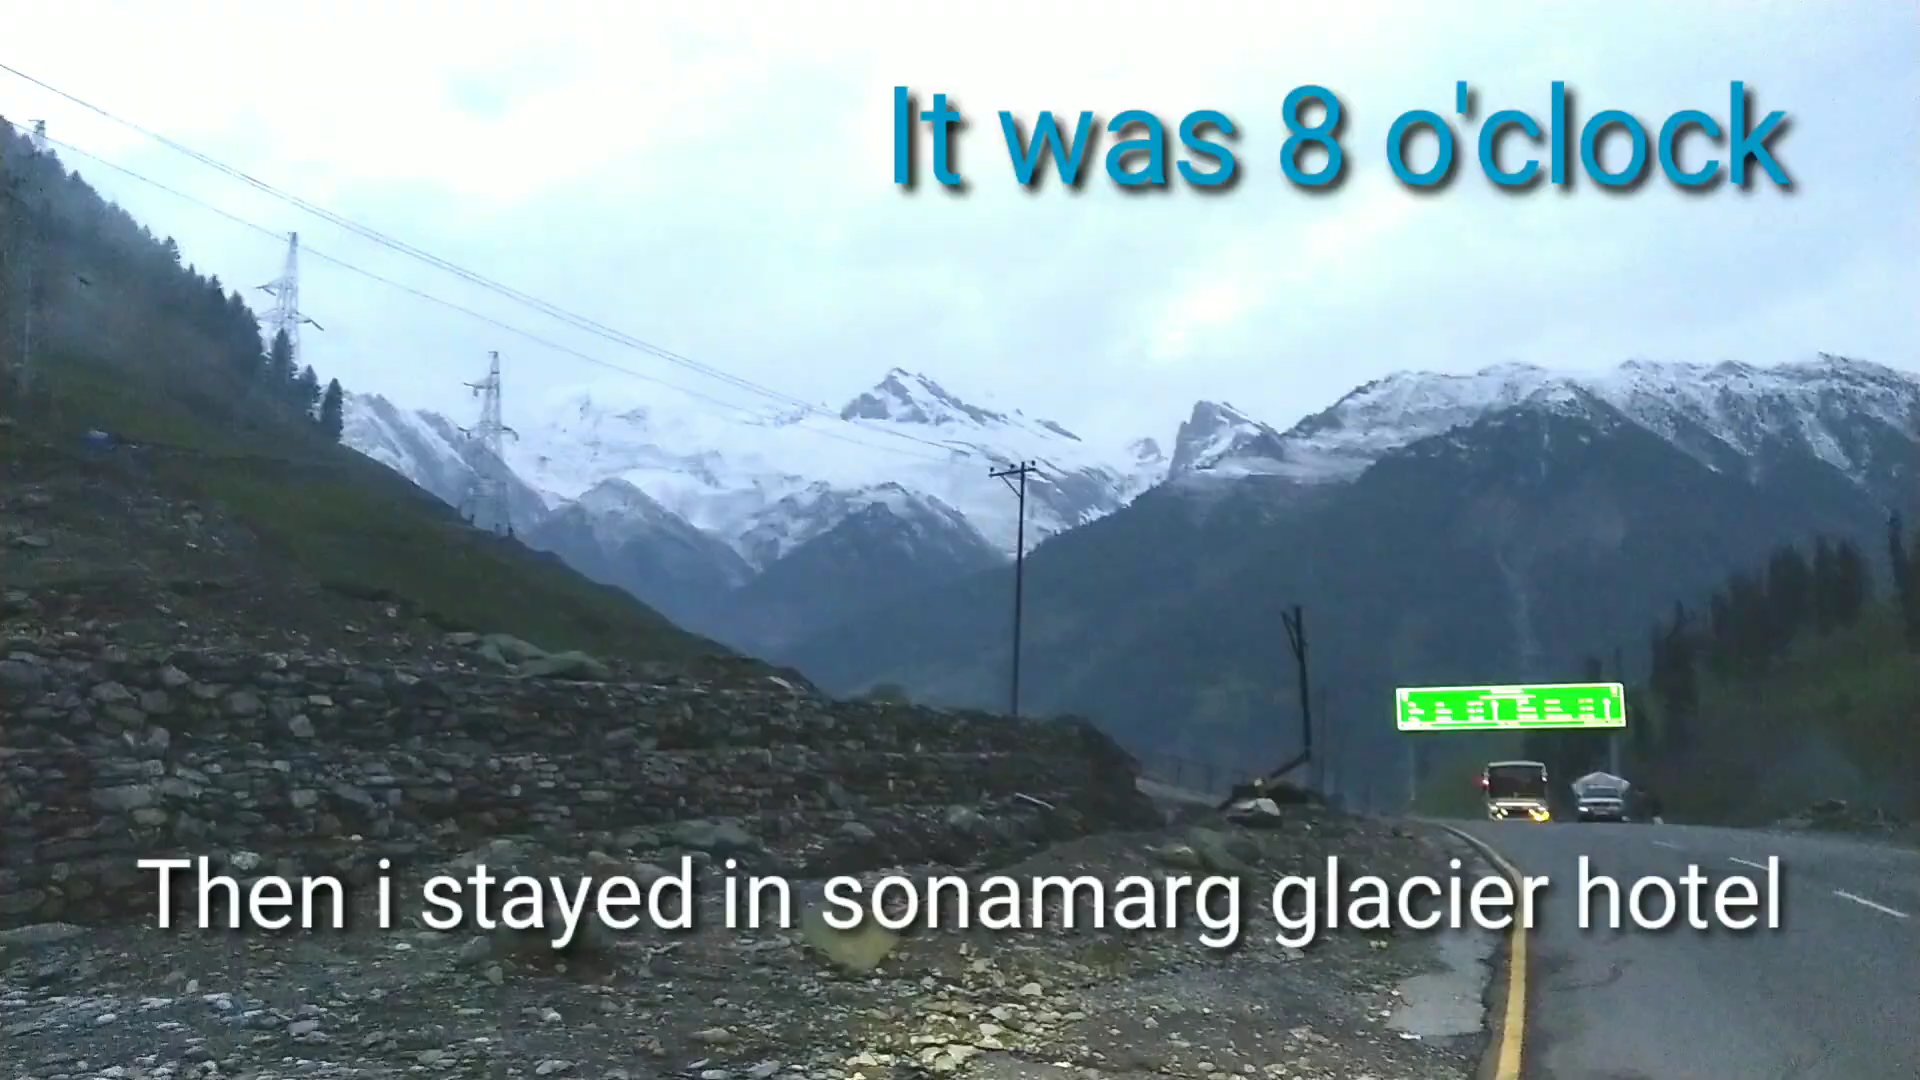 It was 8 o'clock
Then i stayed in sonamarg glacier hotel